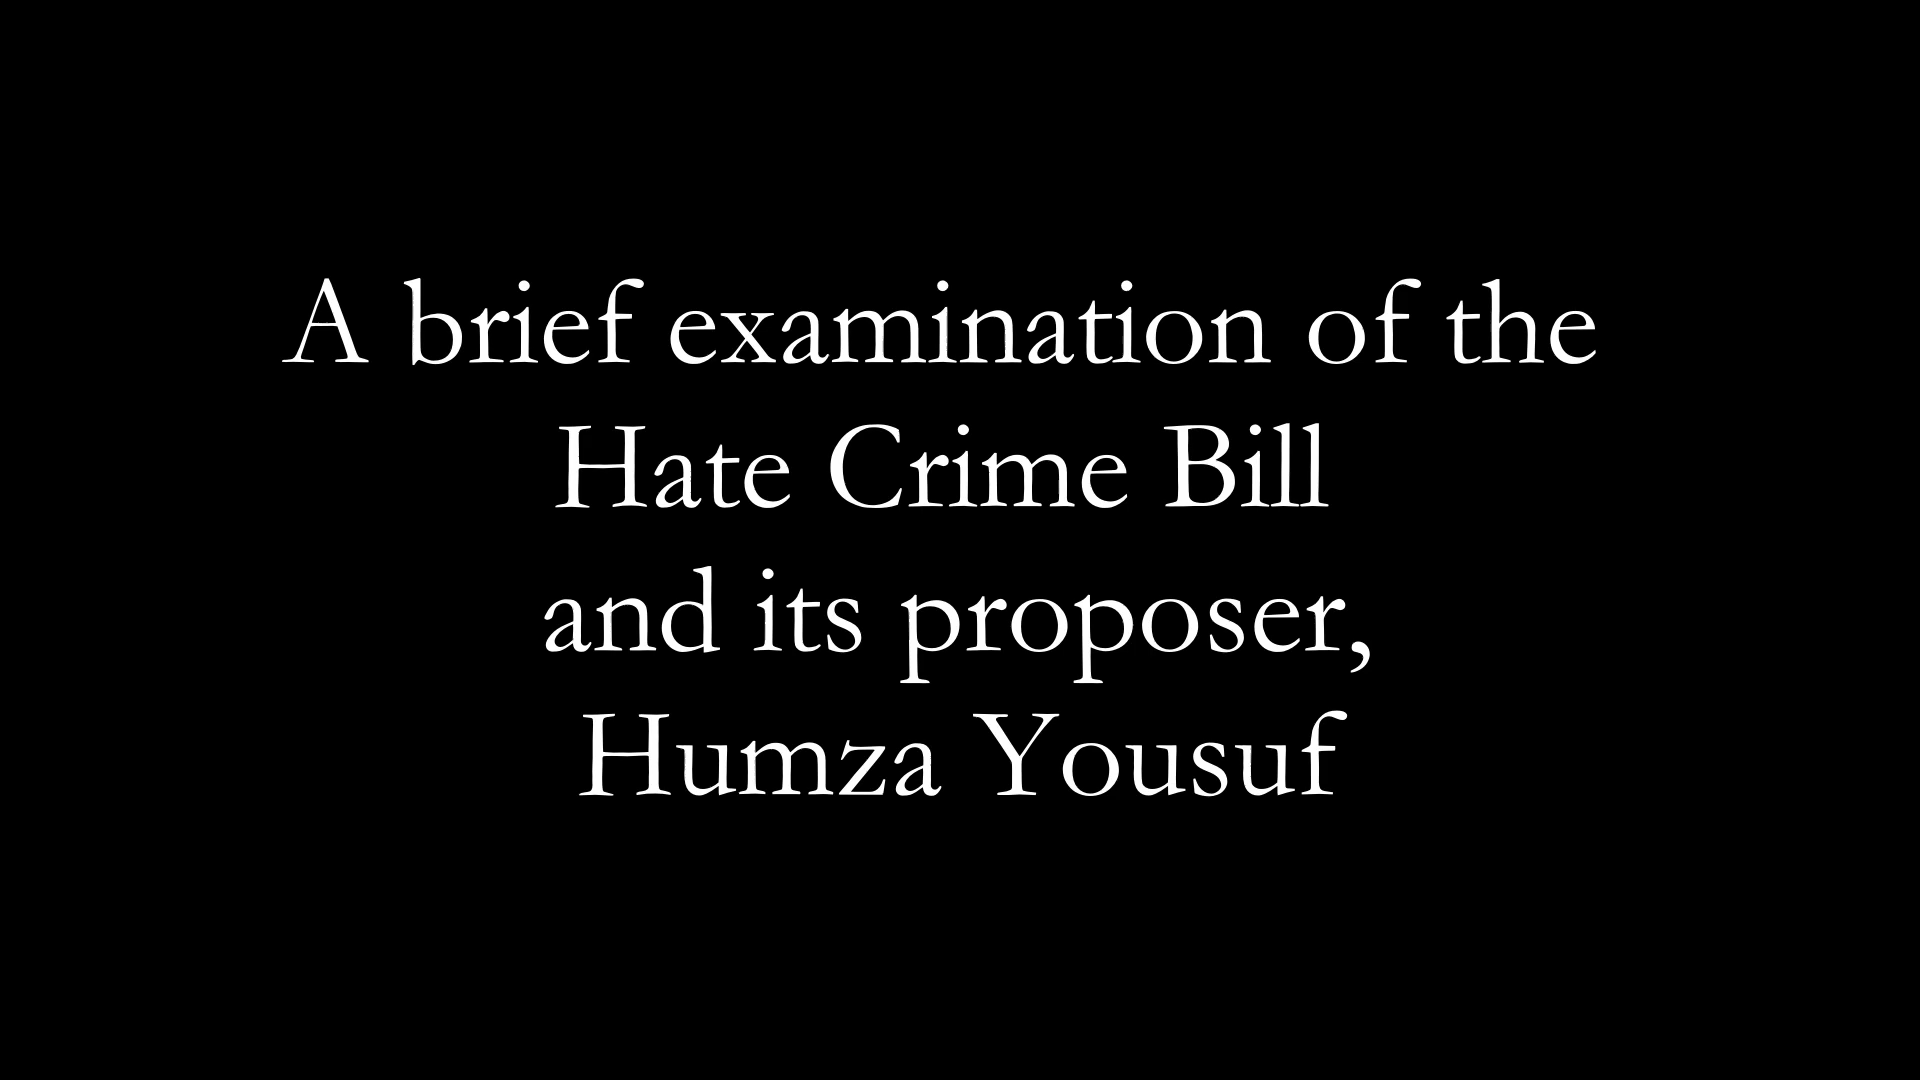 A brief examination of the
Hate Crime Bill
and its proposer,
Humza Yousuf